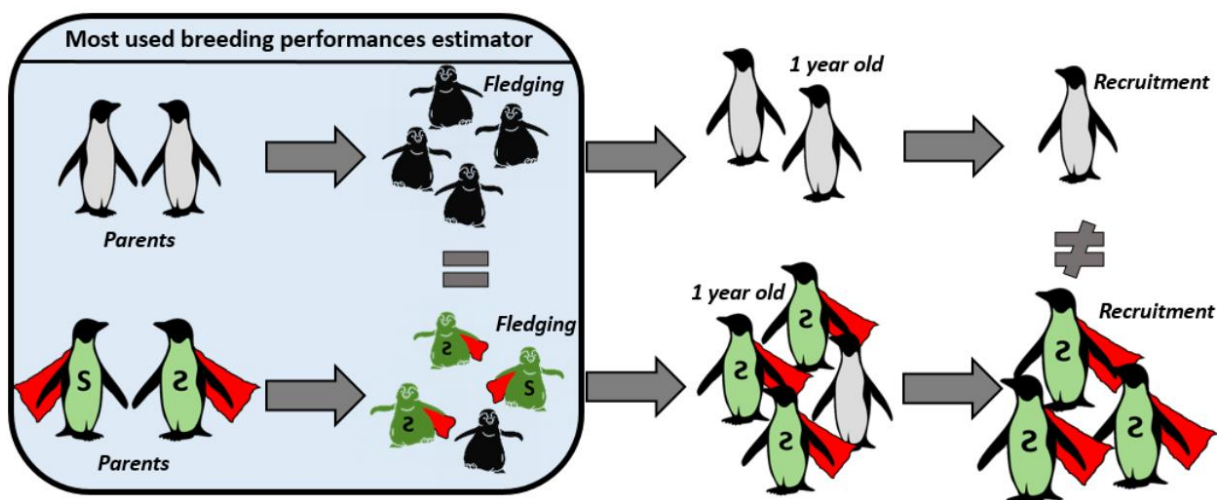 Most used breeding performances estimator
Fledging
1 year old
Recruitment
Parents
1 year old
Fledging
Recruitment
S
S
S
S
S
S
S
S
S
S
S
S
Parents